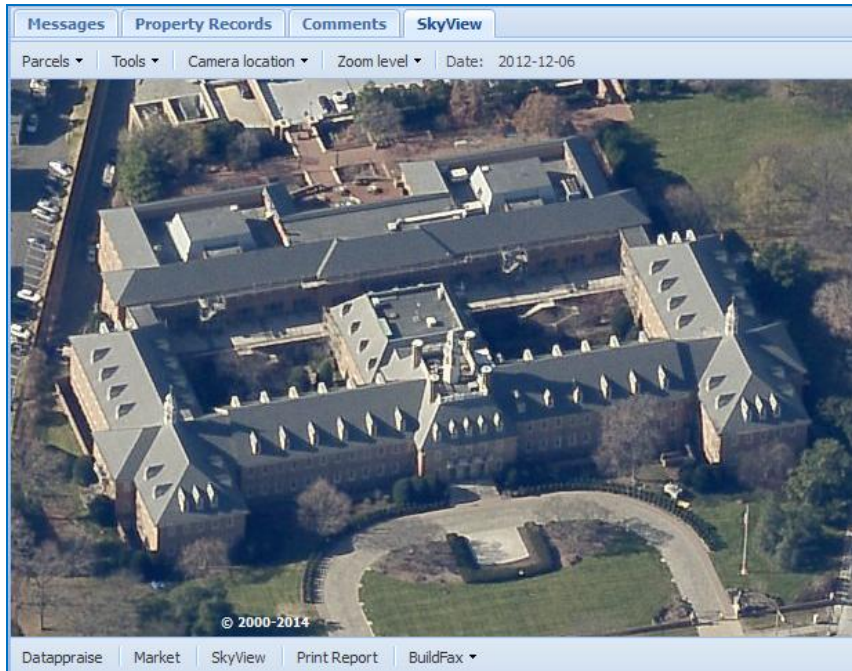 Messages Property Records Comments SkyView
Parcels Tools Camera location Zoom level Date: 2012-12-06
© 2000-2014
Datappraise Market SkyView Print Report BuildFax